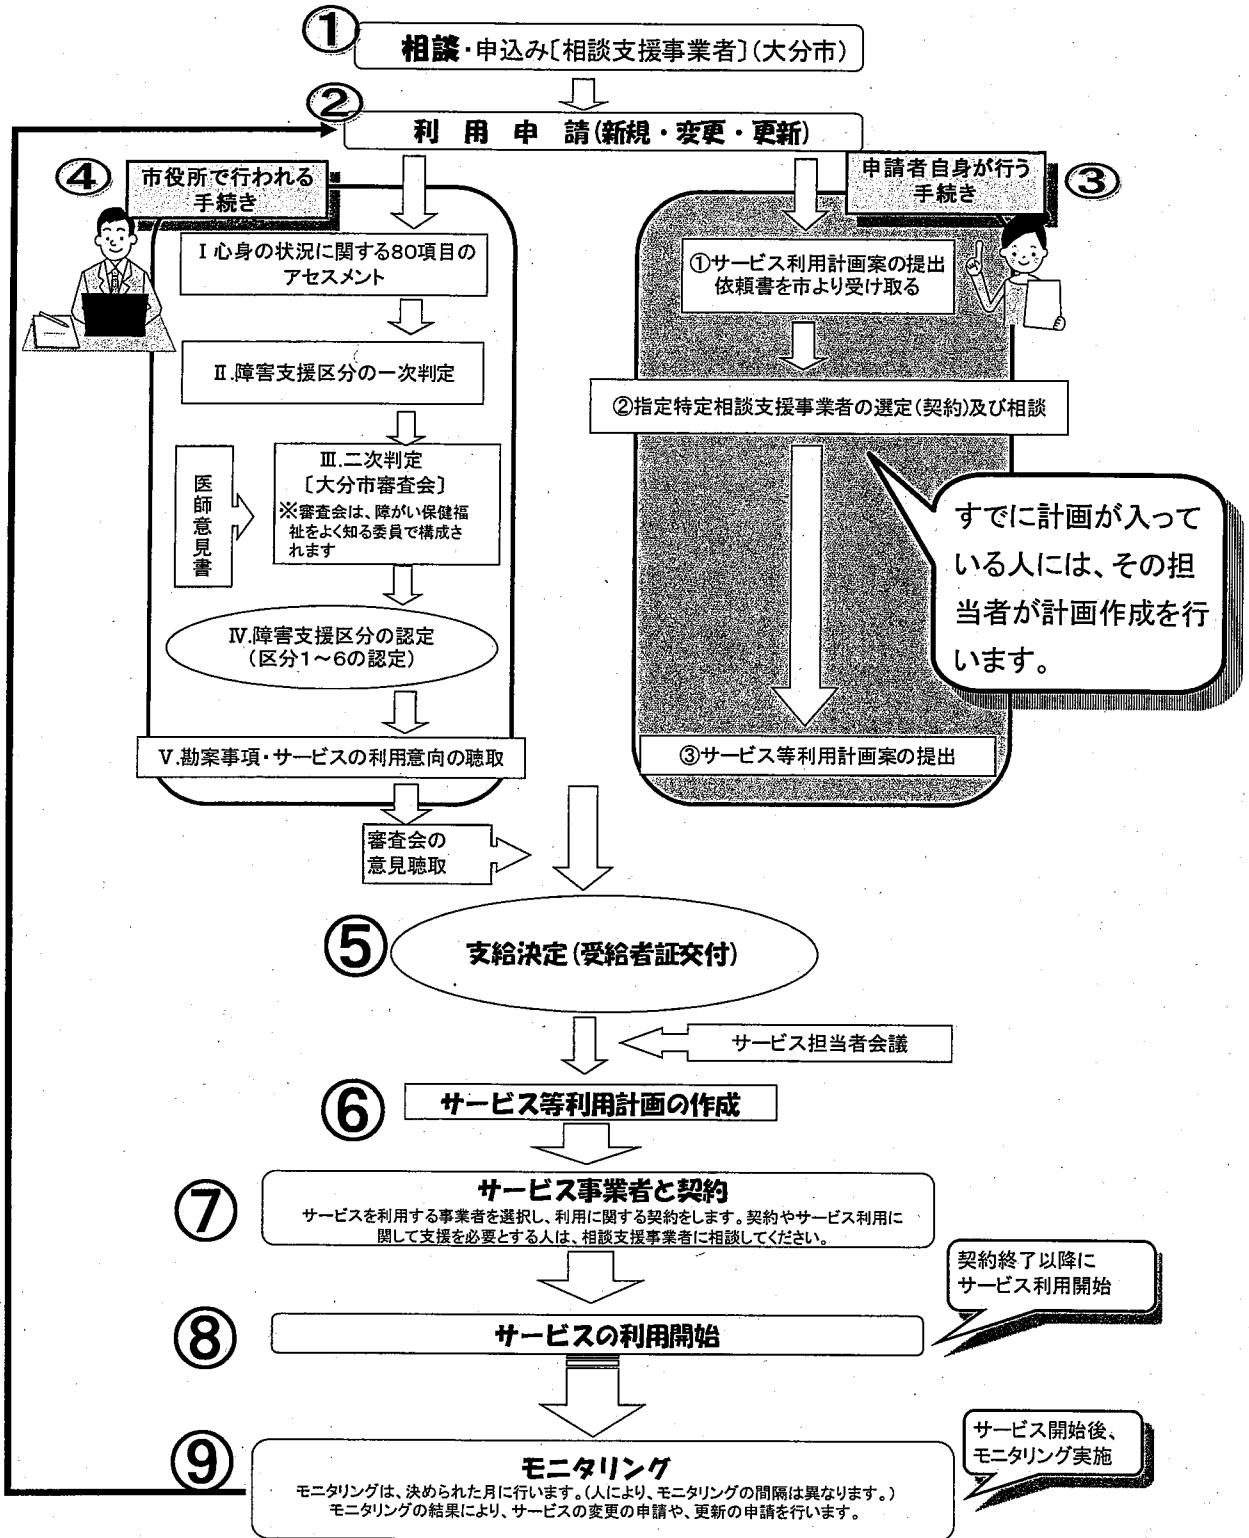 ①
相談・申込み〔相談支援事業者〕(大分市)
②
利用申請(新規・変更・更新)
④
市役所で行われる
手続き
Ⅰ心身の状況に関する80項目の
アセスメント
Ⅱ.障害支援区分の一次判定
医師意見書
Ⅲ.二次判定
〔大分市審査会〕
※審査会は、障がい保健福
祉をよく知る委員で構成さ
れます
Ⅳ.障害支援区分の認定
(区分1~6の認定)
Ⅴ.勘案事項・サービスの利用意向の聴取
審査会の
意見聴取
申請者自身が行う
手続き
③
①サービス利用計画案の提出
依頼書を市より受け取る
②指定特定相談支援事業者の選定(契約)及び相談
すでに計画が入って
いる人には、その担
当者が計画作成を行
います。
③サービス等利用計画案の提出
⑤
支給決定(受給者証交付)
サービス担当者会議
⑥
サービス等利用計画の作成
⑦
サービス事業者と契約
サービスを利用する事業者を選択し、利用に関する契約をします。契約やサービス利用に
関して支援を必要とする人は、相談支援事業者に相談してください。
契約終了以降に
サービス利用開始
⑧
サービスの利用開始
サービス開始後、
モニタリング実施
⑨
モニタリング
モニタリングは、決められた月に行います。(人により、モニタリングの間隔は異なります。)
モニタリングの結果により、サービスの変更の申請や、更新の申請を行います。